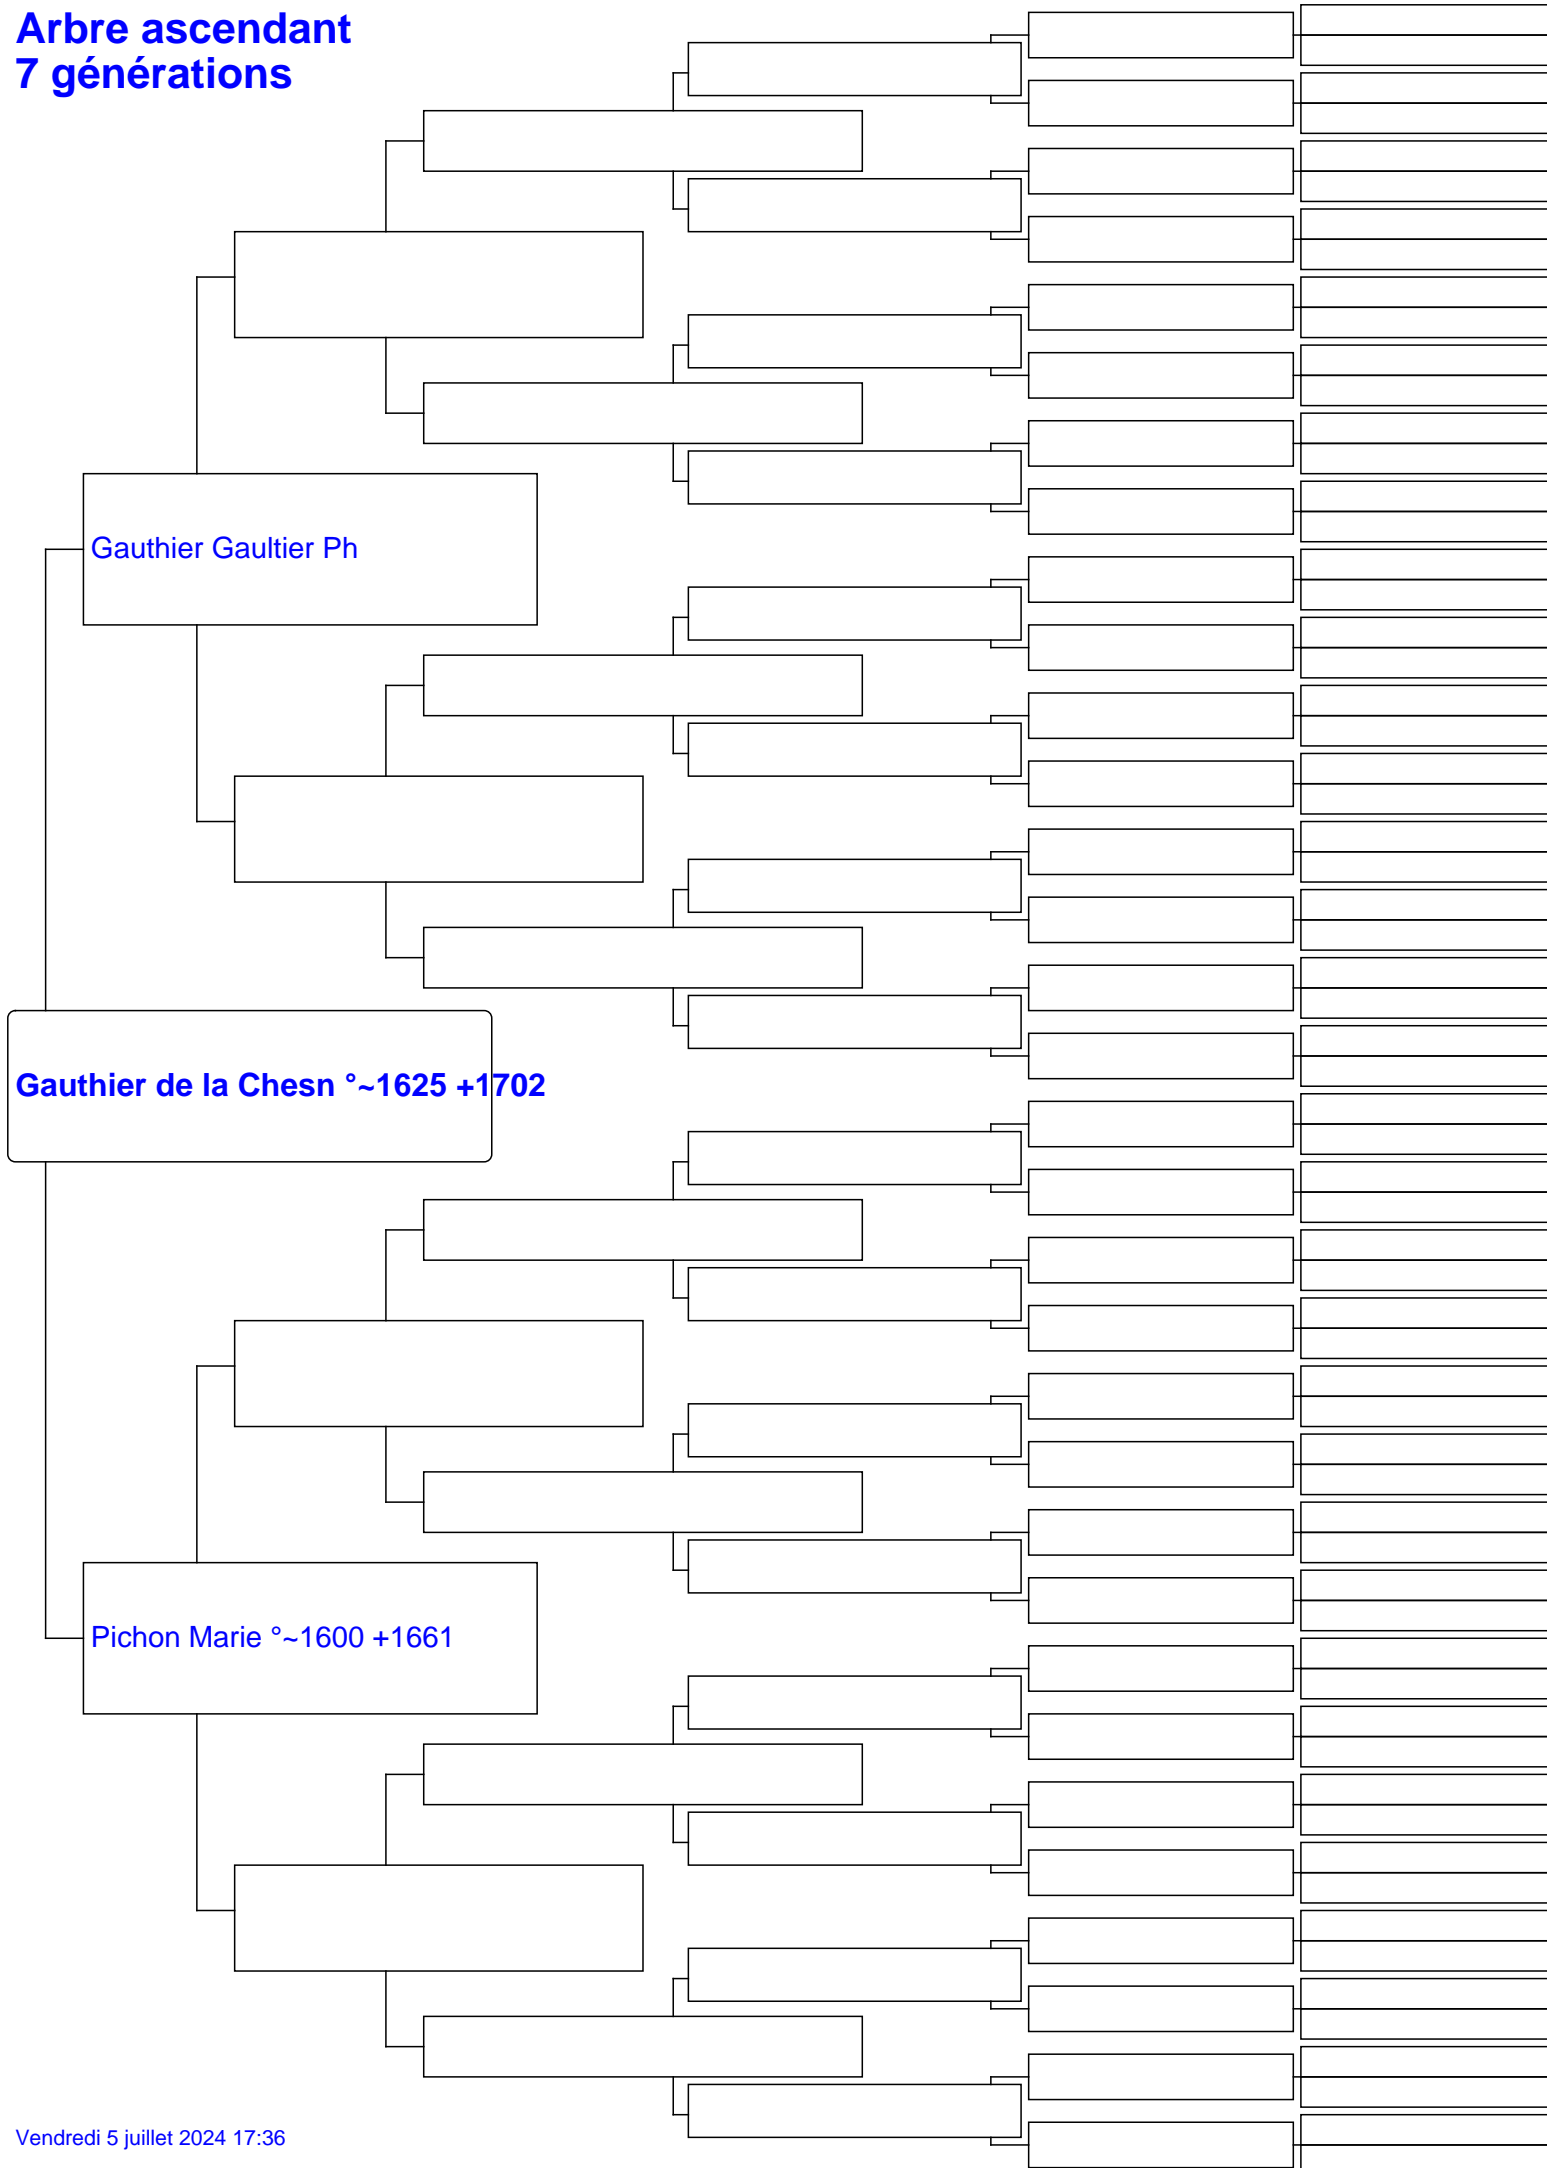 Arbre ascendant
7 générations
Gauthier Gaultier Ph
Gauthier de la Chesn °~1625 +1702
Pichon Marie °~1600 +1661
Vendredi 5 juillet 2024 17:36